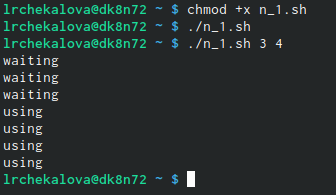 lrchekalova@dk8n72 ~ $ chmod +x n_1.sh
lrchekalova@dk8n72 ~ $ ./n_1.sh
lrchekalova@dk8n72 ~ $ ./n_1.sh 3 4
waiting
waiting
waiting
using
using
using
using
lrchekalova@dk8n72 ~ $